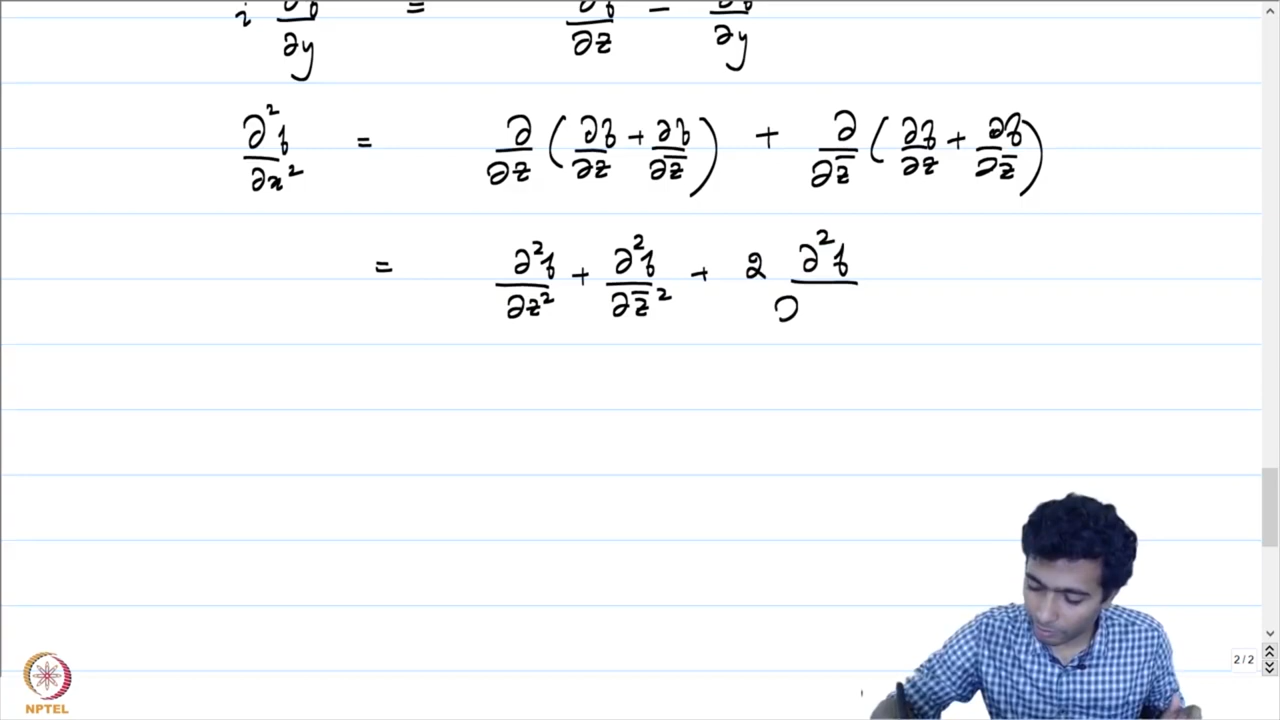 i ∂f/∂y = ∂f/∂z − ∂f/∂y
∂²f/∂x² = ∂/∂z (∂f/∂z + ∂f/∂z̅) + ∂/∂z̅ (∂f/∂z + ∂f/∂z̅)
= ∂²f/∂z² + ∂²f/∂z̅² + 2 ∂²f/∂
2/2
NPTEL